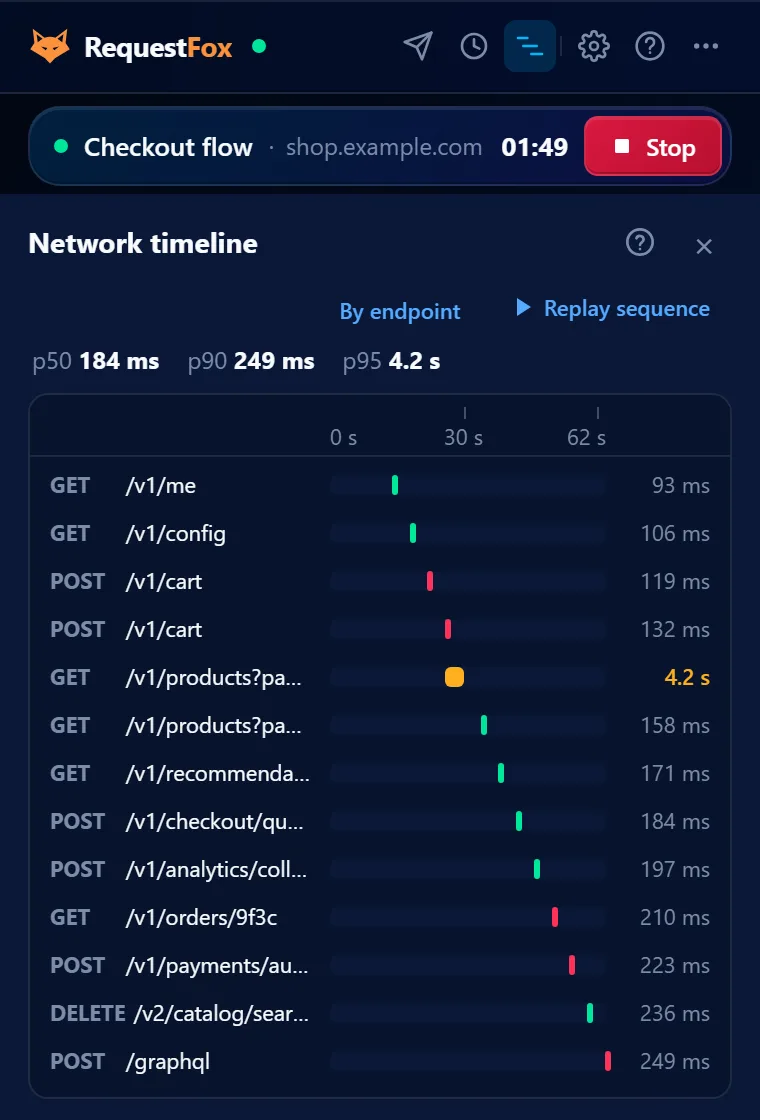 RequestFox
Checkout flow · shop.example.com 01:49 Stop
Network timeline
By endpoint Replay sequence
p50 184 ms p90 249 ms p95 4.2 s
0 s 30 s 62 s
GET /v1/me 93 ms
GET /v1/config 106 ms
POST /v1/cart 119 ms
POST /v1/cart 132 ms
GET /v1/products?pa... 4.2 s
GET /v1/products?pa... 158 ms
GET /v1/recommenda... 171 ms
POST /v1/checkout/qu... 184 ms
POST /v1/analytics/coll... 197 ms
GET /v1/orders/9f3c 210 ms
POST /v1/payments/au... 223 ms
DELETE /v2/catalog/sear... 236 ms
POST /graphql 249 ms